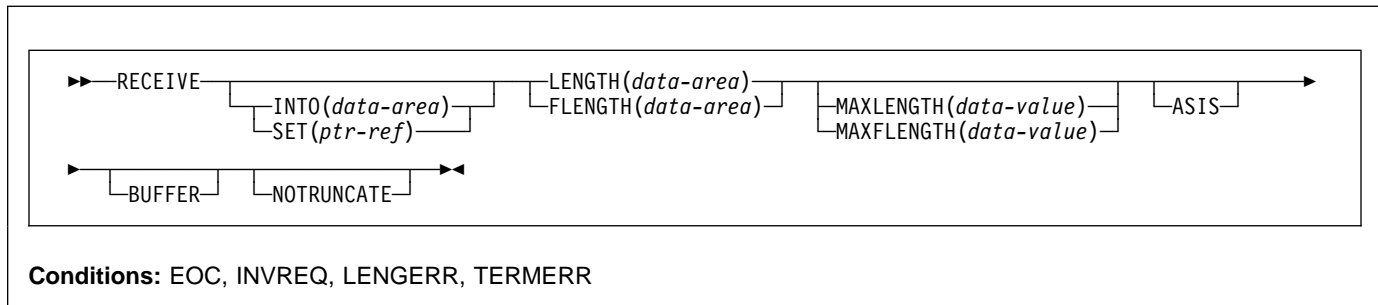 RECEIVE LENGTH(data-area)
INTO(data-area) FLENGTH(data-area) MAXLENGTH(data-value) ASIS
SET(ptr-ref) MAXFLENGTH(data-value)
BUFFER NOTRUNCATE
Conditions: EOC, INVREQ, LENGERR, TERMERR